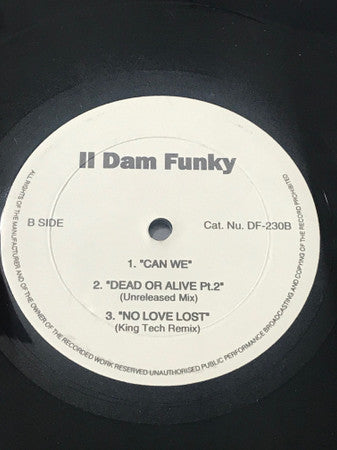 II Dam Funky
B SIDE
Cat. Nu. DF-230B
1. "CAN WE"
2. "DEAD OR ALIVE Pt.2"
(Unreleased Mix)
3. "NO LOVE LOST"
(King Tech Remix)
ALL RIGHTS OF THE MANUFACTURER AND OF THE OWNER OF THE RECORDED WORK RESERVED UNAUTHORISED PUBLIC PERFORMANCE BROADCASTING AND COPYING OF THE RECORD PROHIBITED